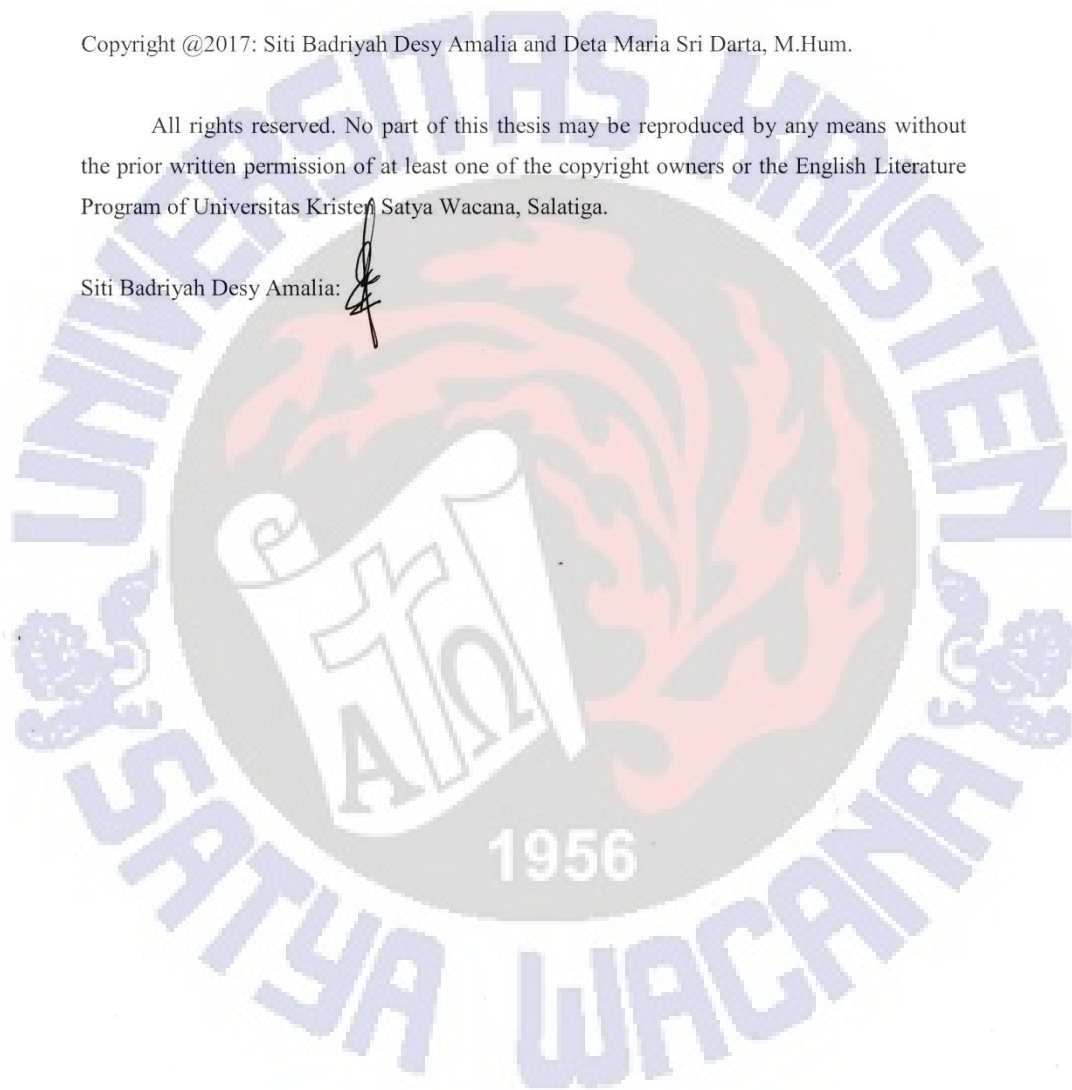 Copyright @2017: Siti Badriyah Desy Amalia and Deta Maria Sri Darta, M.Hum.
All rights reserved. No part of this thesis may be reproduced by any means without
the prior written permission of at least one of the copyright owners or the English Literature
Program of Universitas Kristen Satya Wacana, Salatiga.
Siti Badriyah Desy Amalia:
UNIVERSITAS KRISTEN
Α Ω
1956
SATYA WACANA